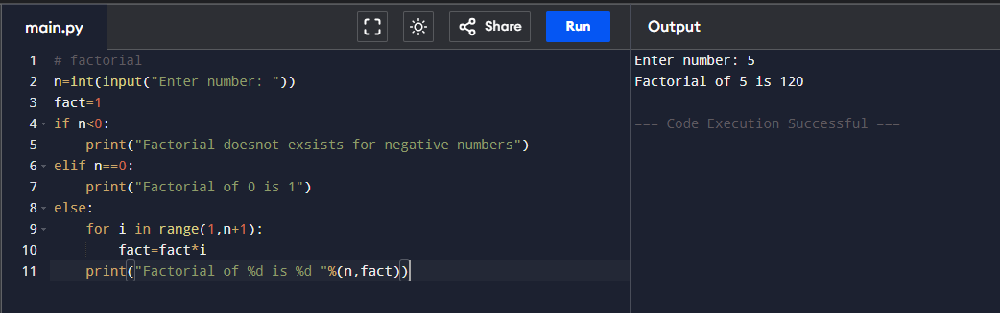 main.py
Share
Run
Output
1 # factorial
2 n=int(input("Enter number: "))
3 fact=1
4 if n<0:
5     print("Factorial doesnot exsists for negative numbers")
6 elif n==0:
7     print("Factorial of 0 is 1")
8 else:
9     for i in range(1,n+1):
10         fact=fact*i
11     print("Factorial of %d is %d "%(n,fact))
Enter number: 5
Factorial of 5 is 120
=== Code Execution Successful ===